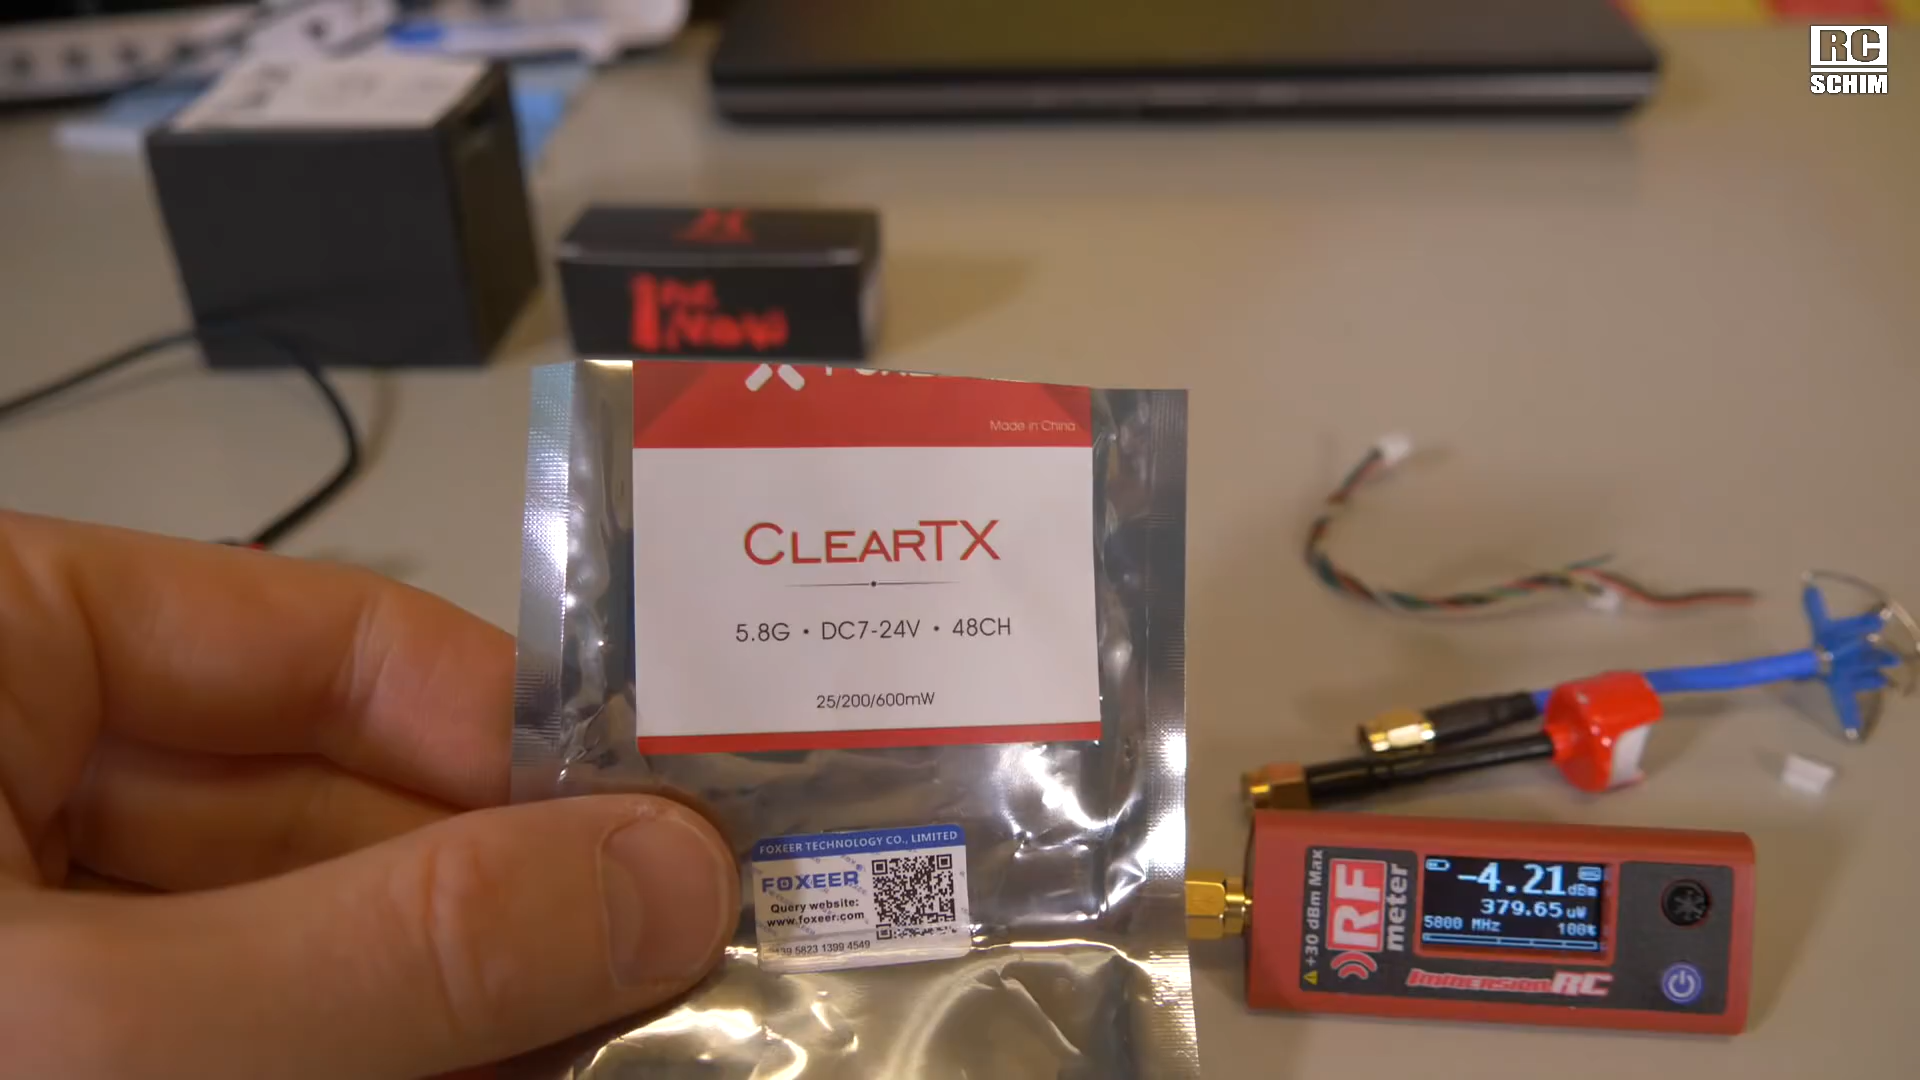 RC
SCHIM
Made in China
CLEARTX
5.8G • DC7-24V • 48CH
25/200/600mW
FOXEER TECHNOLOGY CO., LIMITED
FOXEER
Query website:
www.foxeer.com
5823 1399 4549
+30 dBm Max
RF
meter
-4.21 dBm
379.65 uW
5800 MHz 100%
ImmersionRC